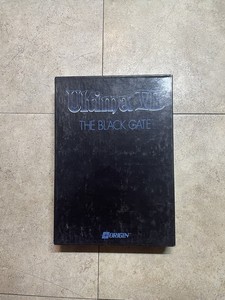 Ultima VII
THE BLACK GATE
ORIGIN